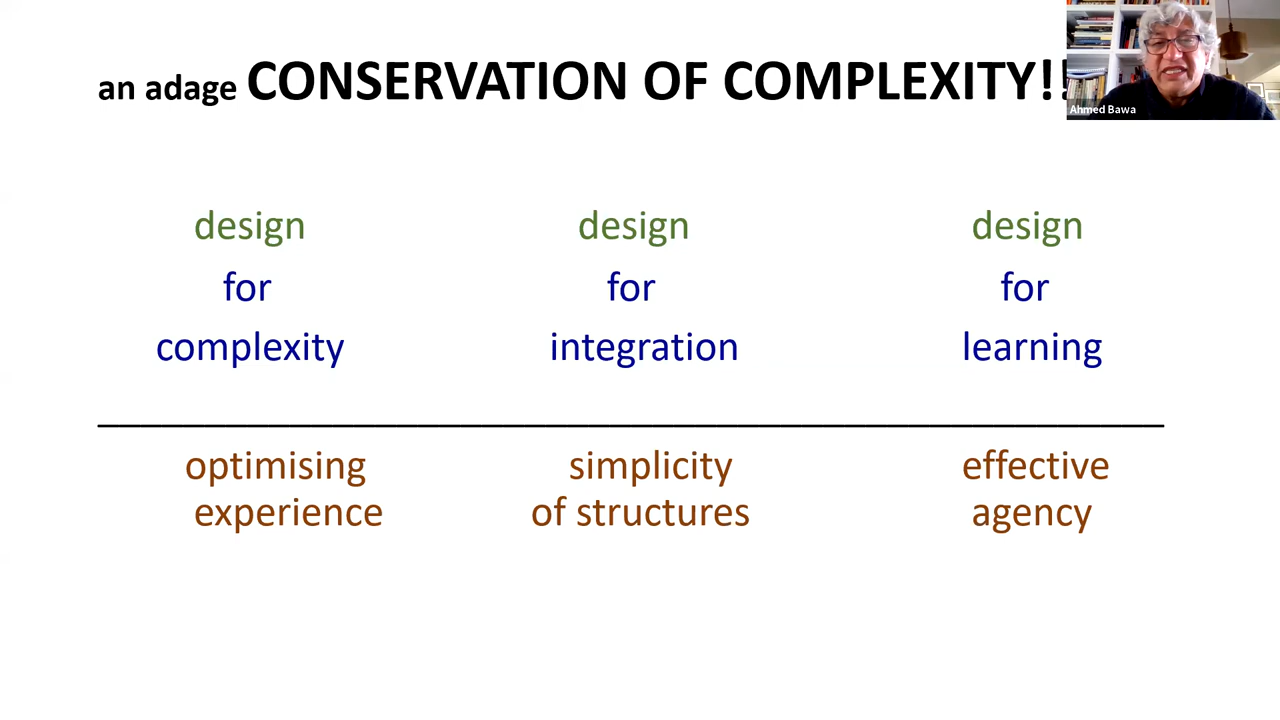 an adage CONSERVATION OF COMPLEXITY!!
Ahmed Bawa
design design design
for for for
complexity integration learning
optimising simplicity effective
experience of structures agency